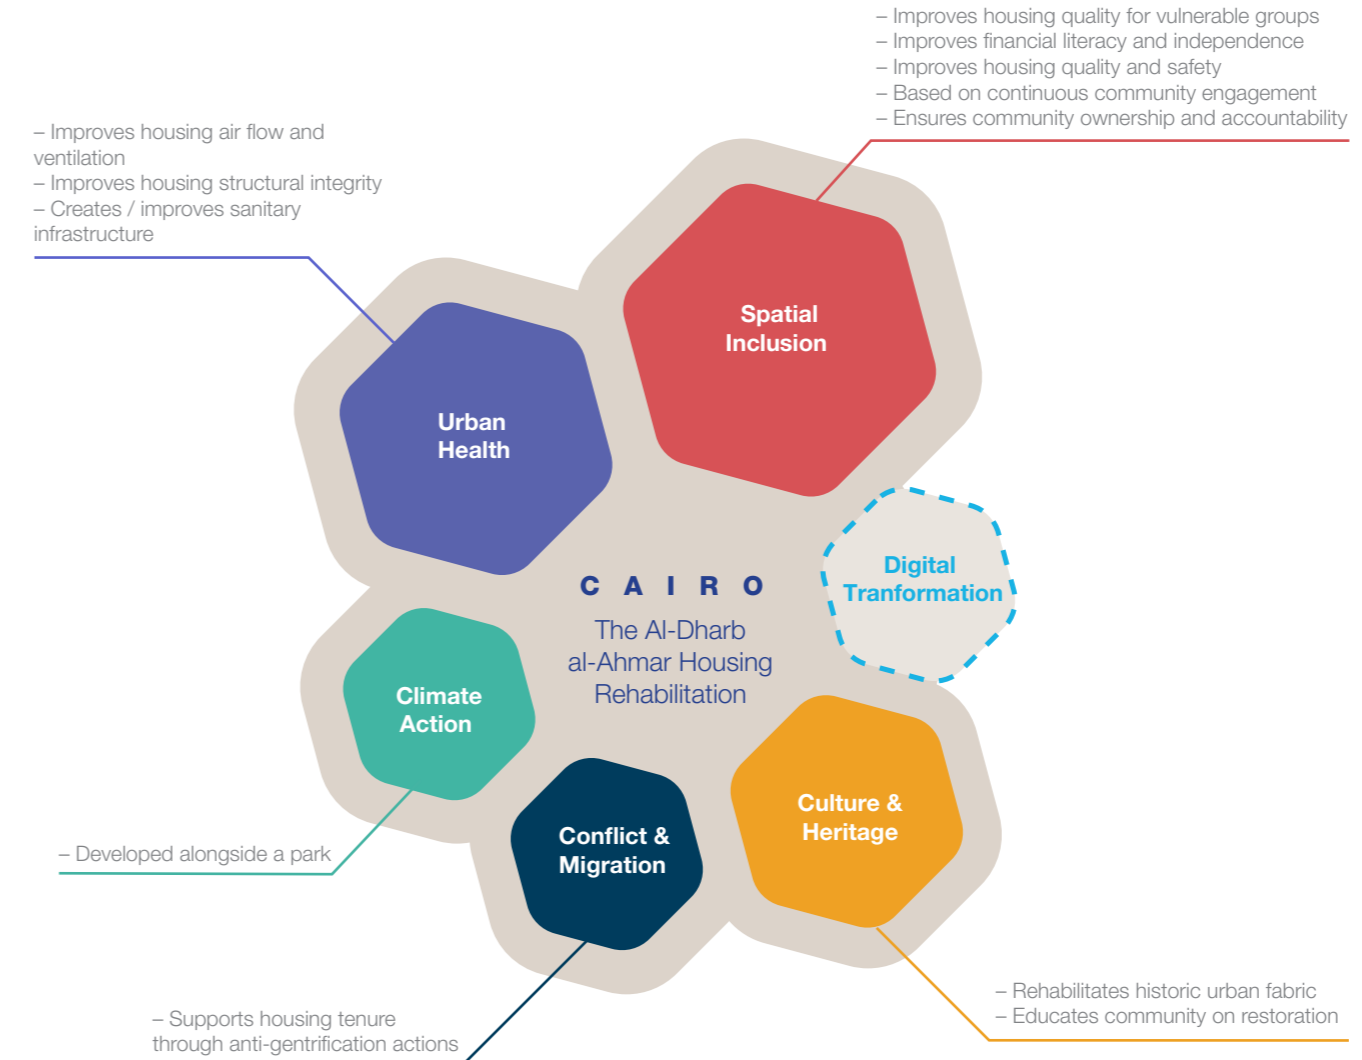 – Improves housing quality for vulnerable groups
– Improves financial literacy and independence
– Improves housing quality and safety
– Based on continuous community engagement
– Ensures community ownership and accountability
– Improves housing air flow and
ventilation
– Improves housing structural integrity
– Creates / improves sanitary
infrastructure
Spatial
Inclusion
Urban
Health
Digital
Tranformation
CAIRO
The Al-Dharb
al-Ahmar Housing
Rehabilitation
Climate
Action
Culture &
Heritage
Conflict &
Migration
– Developed alongside a park
– Rehabilitates historic urban fabric
– Educates community on restoration
– Supports housing tenure
through anti-gentrification actions